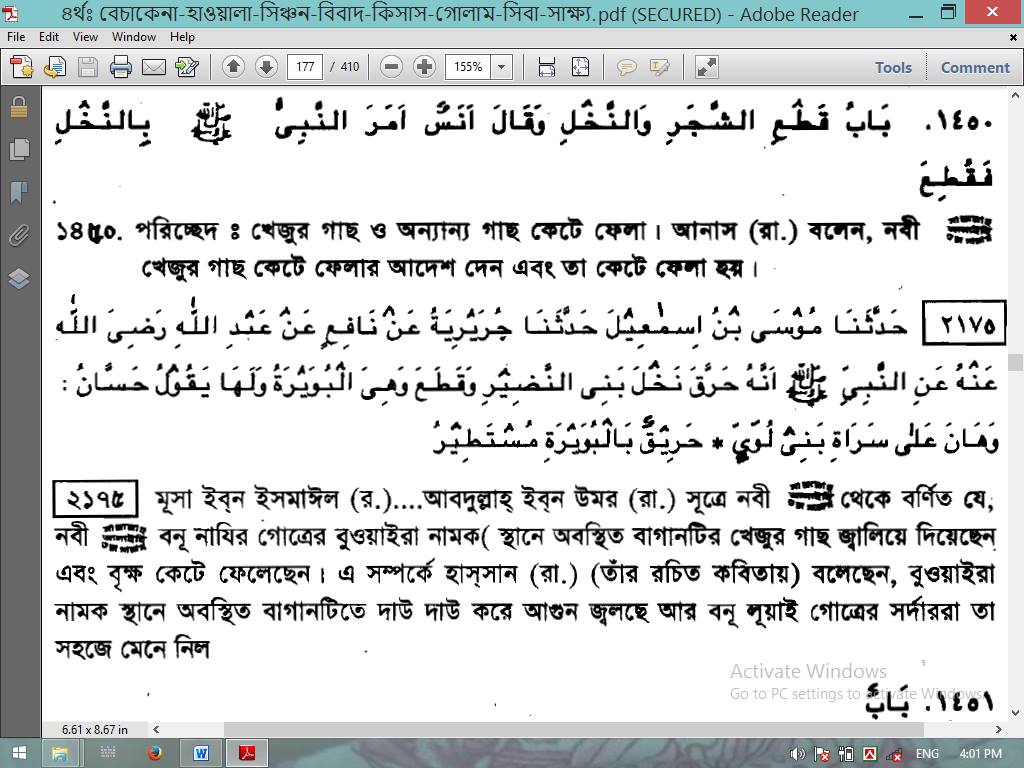 8র্থঃ বেচাকেনা-হাওয়ালা-সিঞ্চন-বিবাদ-কিসাস-গোলাম-সিবা-সাক্ষ্য.pdf (SECURED) - Adobe Reader
File Edit View Window Help
177 / 410 155% Tools Comment
١٤٥٠. بَابُ قَطْعِ الشَّجَرِ وَالنَّخْلِ وَقَالَ اَنَسٌ اَمَرَ النَّبِىُّ ﷺ بِالنَّخْلِ
فَقُطِعَ
১৪৫০. পরিচ্ছেদ ঃ খেজুর গাছ ও অন্যান্য গাছ কেটে ফেলা। আনাস (রা.) বলেন, নবী ﷺ
খেজুর গাছ কেটে ফেলার আদেশ দেন এবং তা কেটে ফেলা হয়।
٢١٧٥ حَدَّثَنَا مُوْسَى بْنُ اِسْمٰعِيْلَ حَدَّثَنَا جُوَيْرِيَةُ عَنْ نَافِعٍ عَنْ عَبْدِ اللّٰهِ رَضِىَ اللّٰهُ
عَنْهُ عَنِ النَّبِىِّ ﷺ اَنَّهُ حَرَّقَ نَخْلَ بَنِى النَّضِيْرِ وَقَطَعَ وَهِىَ الْبُوَيْرَةُ وَلَهَا يَقُوْلُ حَسَّانُ :
وَهَانَ عَلٰى سَرَاةِ بَنِىْ لُؤَىٍّ * حَرِيْقٌ بِالْبُوَيْرَةِ مُسْتَطِيْرُ
২১৭৫ মূসা ইব্‌ন ইসমাঈল (র.)....আবদুল্লাহ্ ইব্‌ন উমর (রা.) সূত্রে নবী ﷺ থেকে বর্ণিত যে,
নবী ﷺ বনূ নাযির গোত্রের বুওয়াইরা নামক( স্থানে অবস্থিত বাগানটির খেজুর গাছ জ্বালিয়ে দিয়েছেন
এবং বৃক্ষ কেটে ফেলেছেন। এ সম্পর্কে হাস্‌সান (রা.) (তাঁর রচিত কবিতায়) বলেছেন, বুওয়াইরা
নামক স্থানে অবস্থিত বাগানটিতে দাউ দাউ করে আগুন জ্বলছে আর বনূ লূয়াই গোত্রের সর্দাররা তা
সহজে মেনে নিল
Activate Windows
Go to PC settings to activate Windows.
١٤٥١. بَابٌ
6.61 x 8.67 in
ENG 4:01 PM